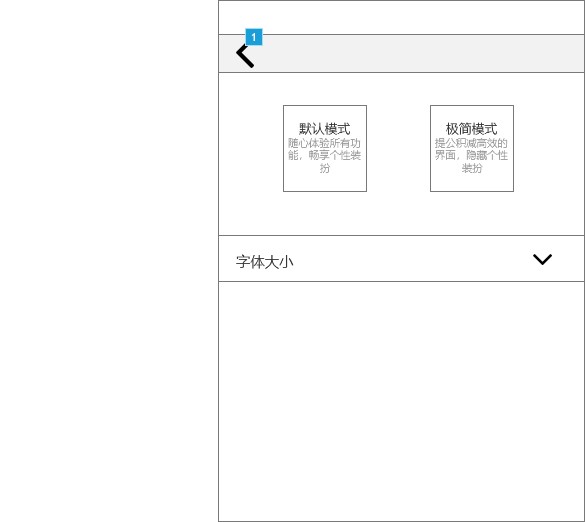 1
默认模式
随心体验所有功
能，畅享个性装
扮
极简模式
提公积减高效的
界面，隐藏个性
装扮
字体大小